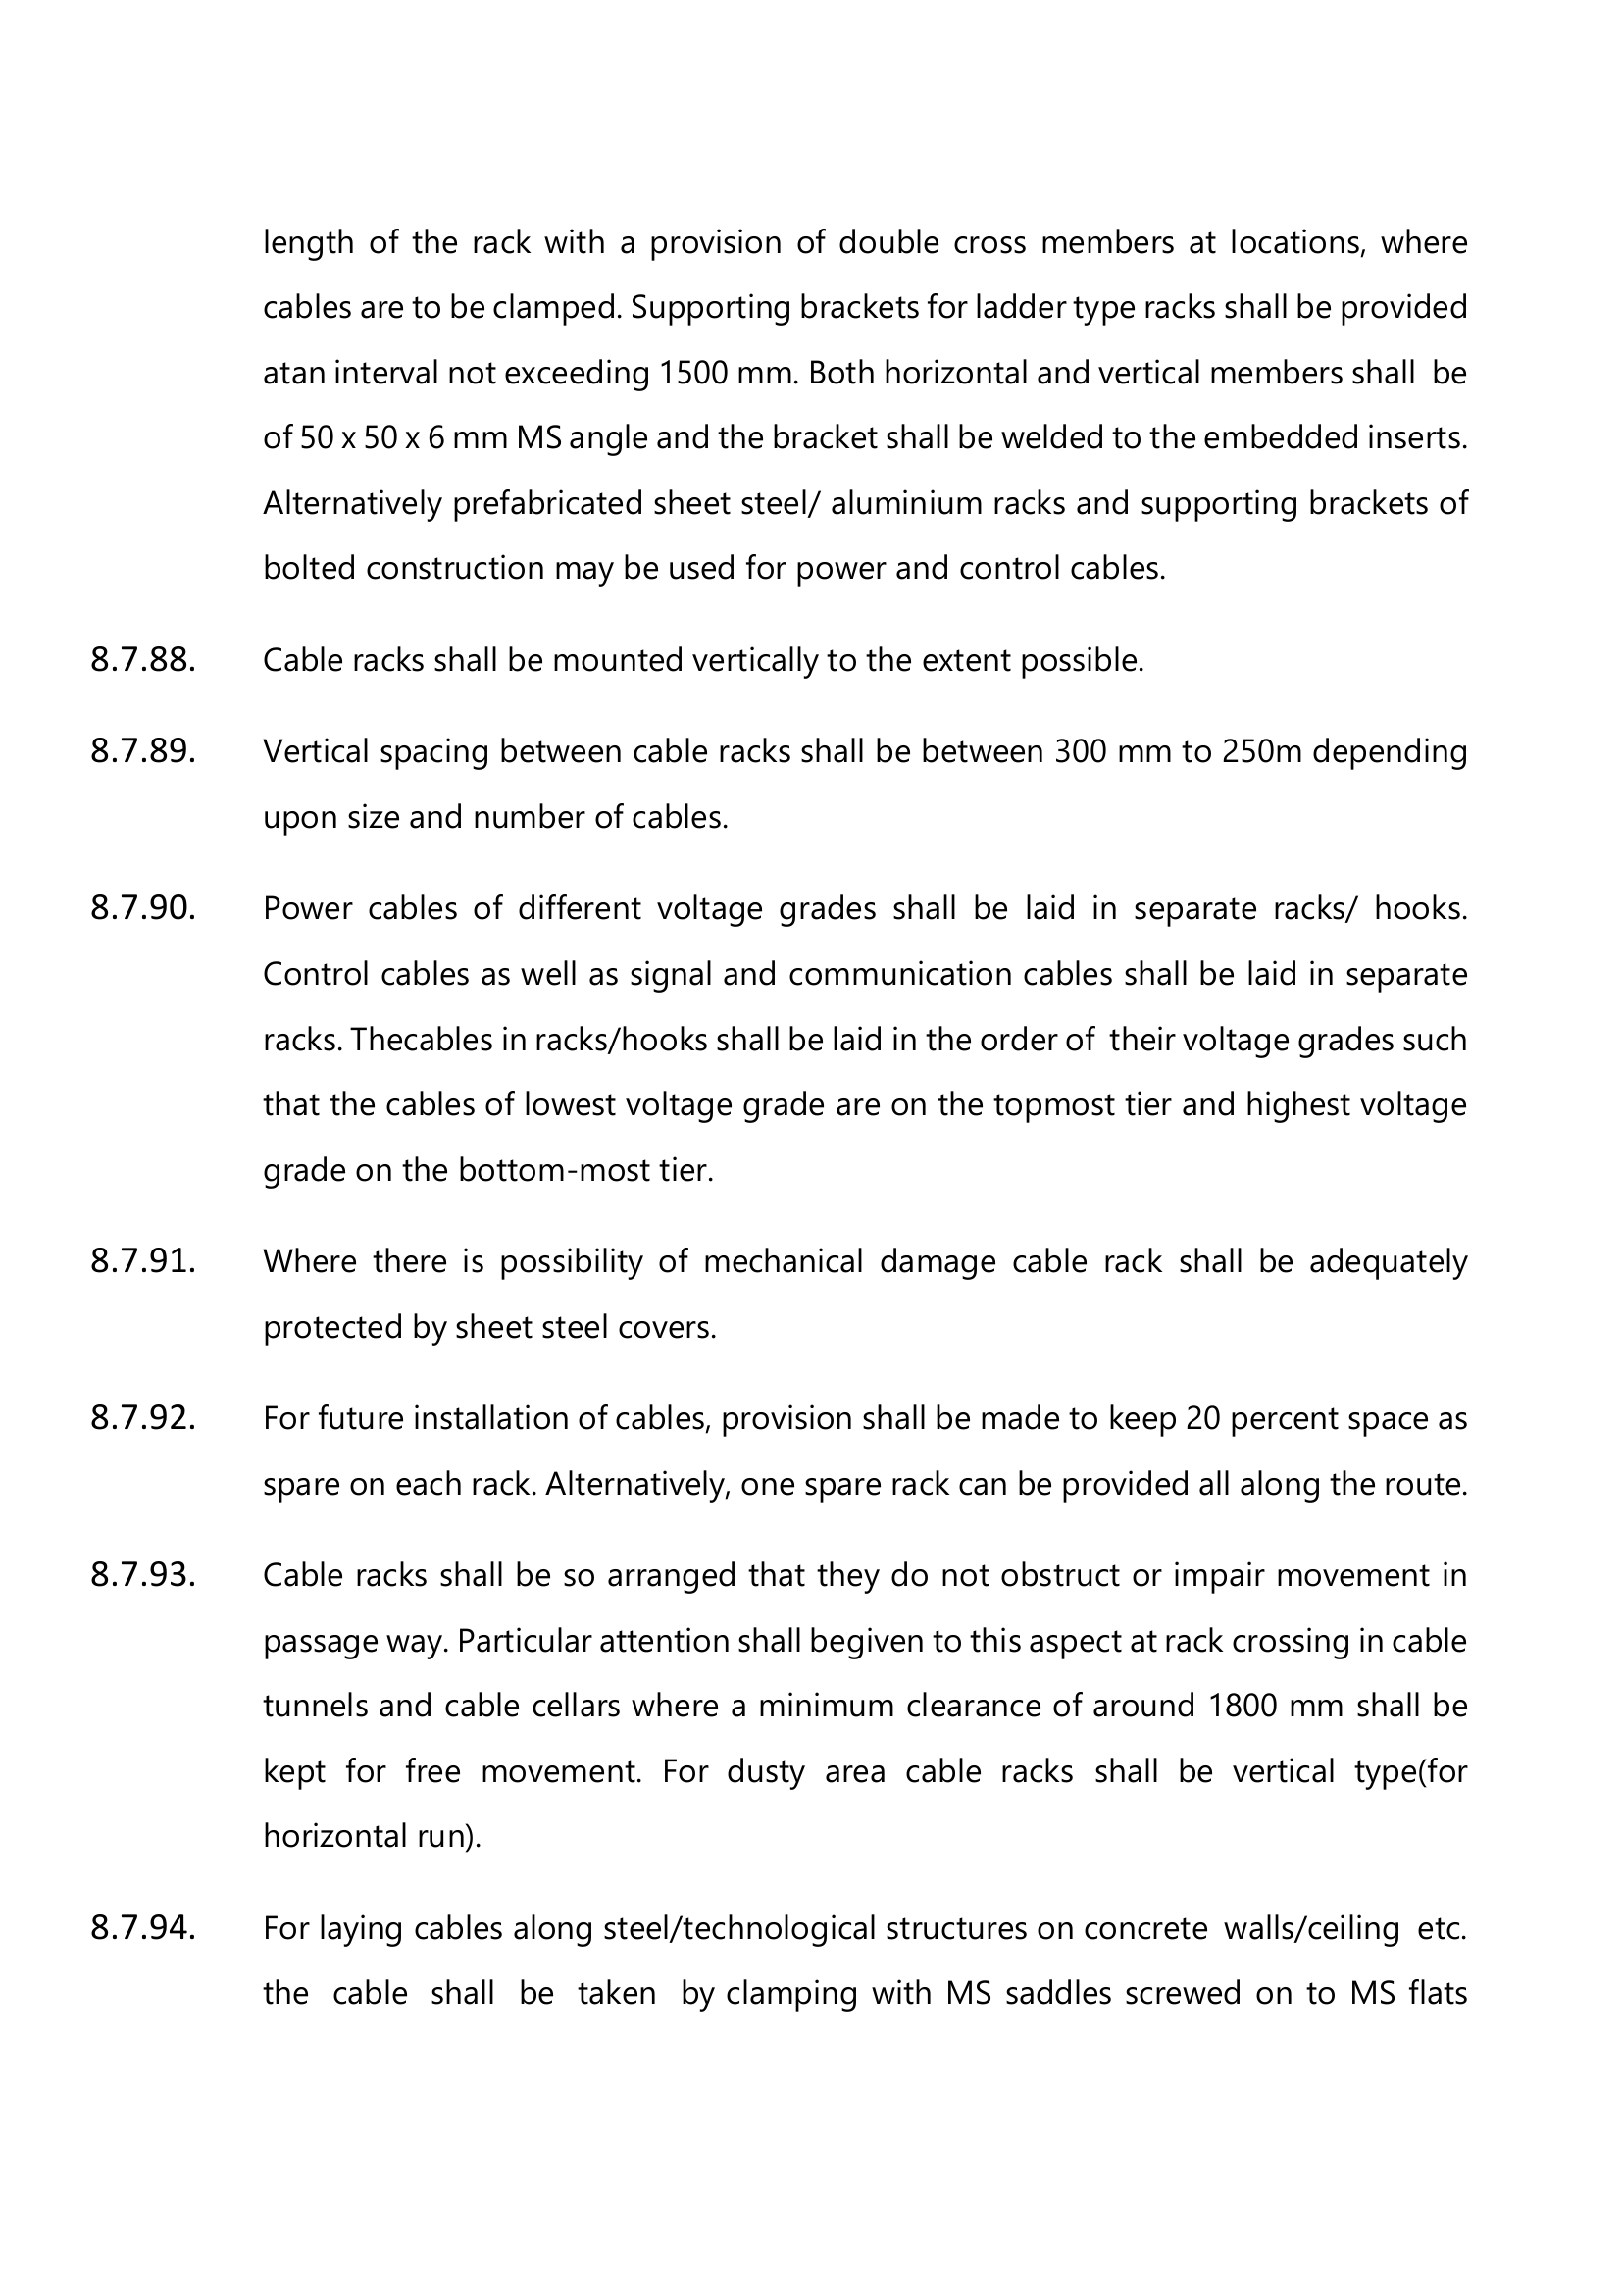 length of the rack with a provision of double cross members at locations, where
cables are to be clamped. Supporting brackets for ladder type racks shall be provided
atan interval not exceeding 1500 mm. Both horizontal and vertical members shall be
of 50 x 50 x 6 mm MS angle and the bracket shall be welded to the embedded inserts.
Alternatively prefabricated sheet steel/ aluminium racks and supporting brackets of
bolted construction may be used for power and control cables.
8.7.88. Cable racks shall be mounted vertically to the extent possible.
8.7.89. Vertical spacing between cable racks shall be between 300 mm to 250m depending
upon size and number of cables.
8.7.90. Power cables of different voltage grades shall be laid in separate racks/ hooks.
Control cables as well as signal and communication cables shall be laid in separate
racks. Thecables in racks/hooks shall be laid in the order of their voltage grades such
that the cables of lowest voltage grade are on the topmost tier and highest voltage
grade on the bottom-most tier.
8.7.91. Where there is possibility of mechanical damage cable rack shall be adequately
protected by sheet steel covers.
8.7.92. For future installation of cables, provision shall be made to keep 20 percent space as
spare on each rack. Alternatively, one spare rack can be provided all along the route.
8.7.93. Cable racks shall be so arranged that they do not obstruct or impair movement in
passage way. Particular attention shall begiven to this aspect at rack crossing in cable
tunnels and cable cellars where a minimum clearance of around 1800 mm shall be
kept for free movement. For dusty area cable racks shall be vertical type(for
horizontal run).
8.7.94. For laying cables along steel/technological structures on concrete walls/ceiling etc.
the cable shall be taken by clamping with MS saddles screwed on to MS flats